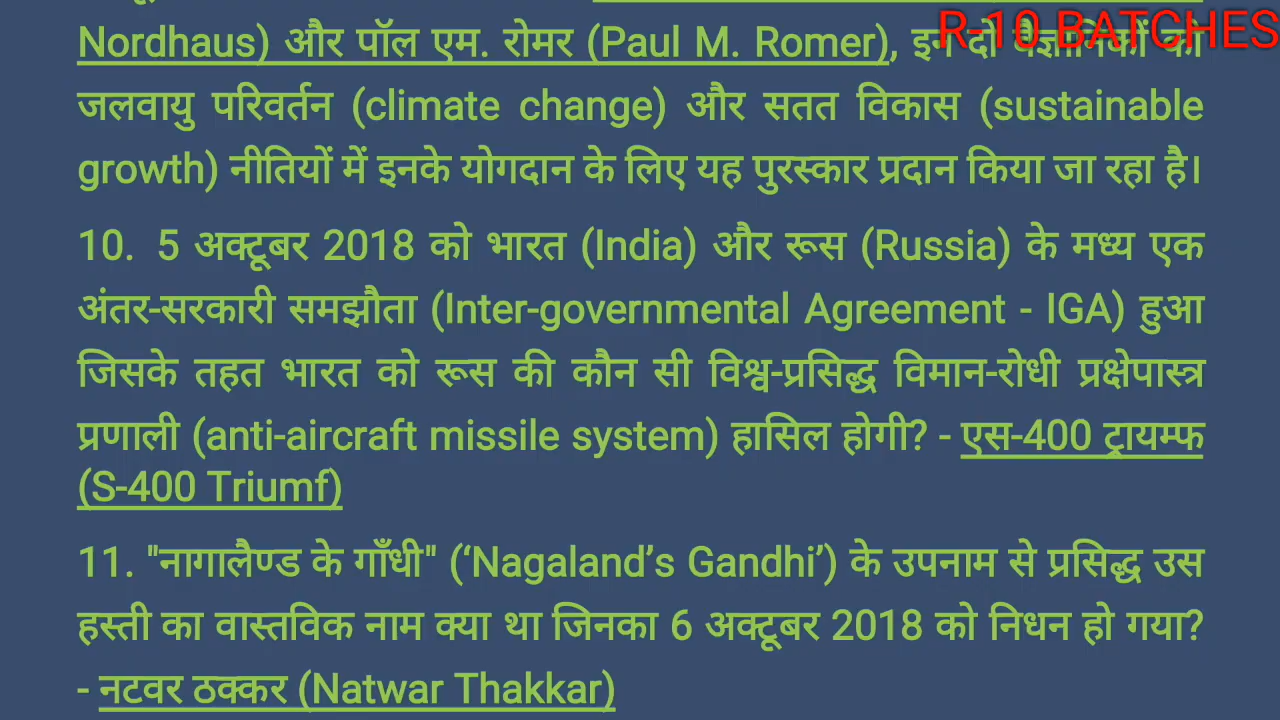 R-10 BATCHES
Nordhaus) और पॉल एम. रोमर (Paul M. Romer), इन दो वैज्ञानिकों को
जलवायु परिवर्तन (climate change) और सतत विकास (sustainable
growth) नीतियों में इनके योगदान के लिए यह पुरस्कार प्रदान किया जा रहा है।
10. 5 अक्टूबर 2018 को भारत (India) और रूस (Russia) के मध्य एक
अंतर-सरकारी समझौता (Inter-governmental Agreement - IGA) हुआ
जिसके तहत भारत को रूस की कौन सी विश्व-प्रसिद्ध विमान-रोधी प्रक्षेपास्त्र
प्रणाली (anti-aircraft missile system) हासिल होगी? - एस-400 ट्रायम्फ
(S-400 Triumf)
11. "नागालैण्ड के गाँधी" (‘Nagaland’s Gandhi’) के उपनाम से प्रसिद्ध उस
हस्ती का वास्तविक नाम क्या था जिनका 6 अक्टूबर 2018 को निधन हो गया?
- नटवर ठक्कर (Natwar Thakkar)